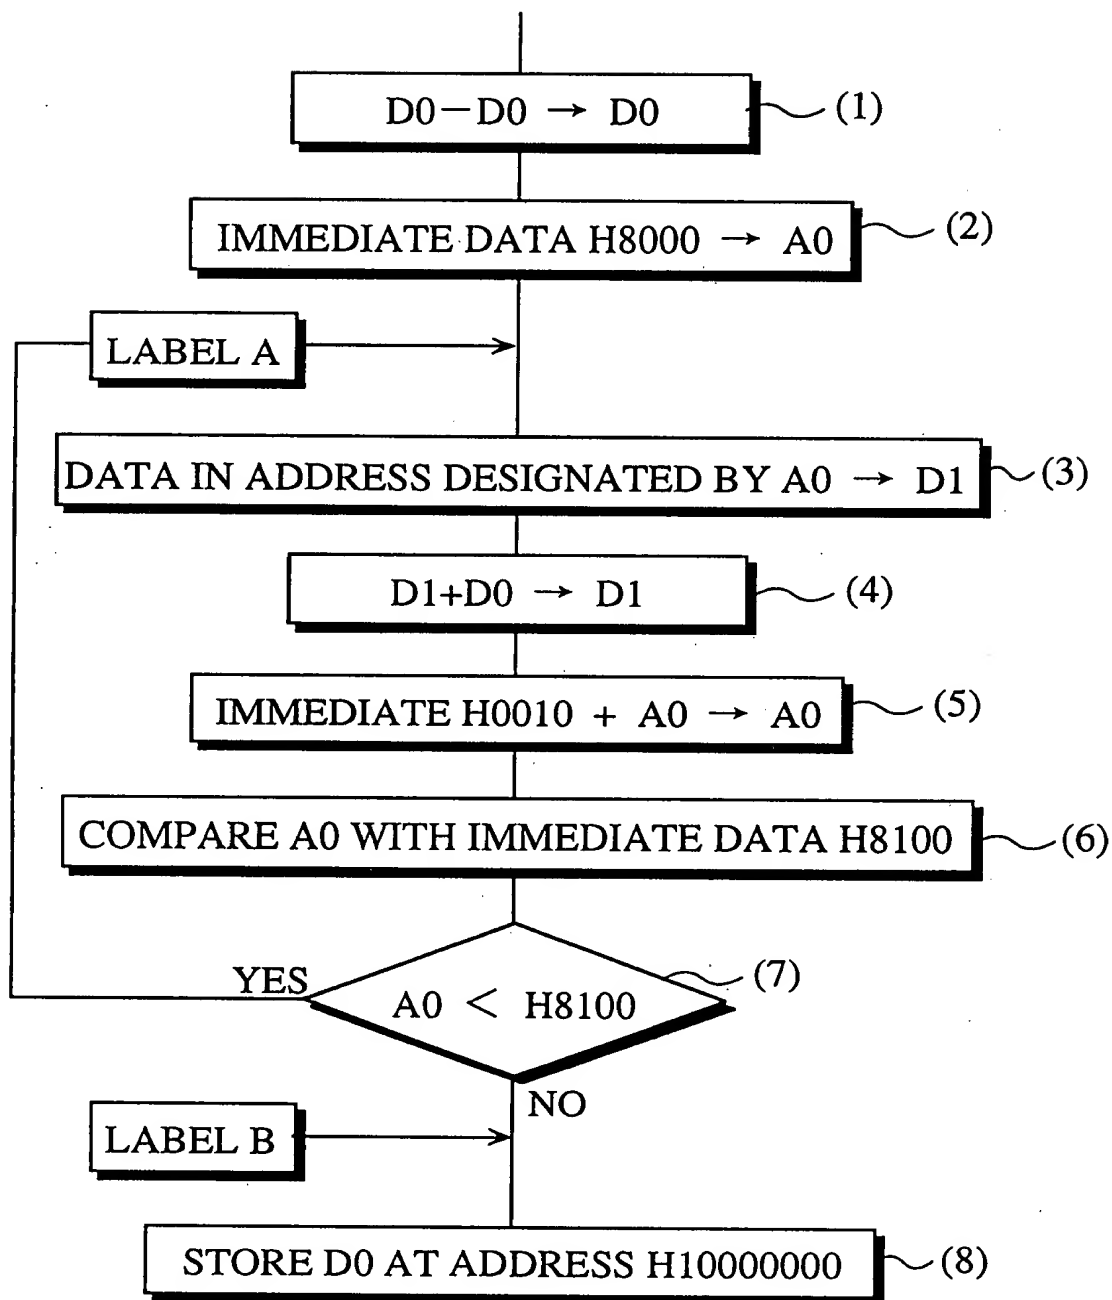 D0－D0 → D0
(1)
IMMEDIATE DATA H8000 → A0
(2)
LABEL A
DATA IN ADDRESS DESIGNATED BY A0 → D1
(3)
D1+D0 → D1
(4)
IMMEDIATE H0010 + A0 → A0
(5)
COMPARE A0 WITH IMMEDIATE DATA H8100
(6)
YES
A0 < H8100
(7)
NO
LABEL B
STORE D0 AT ADDRESS H10000000
(8)